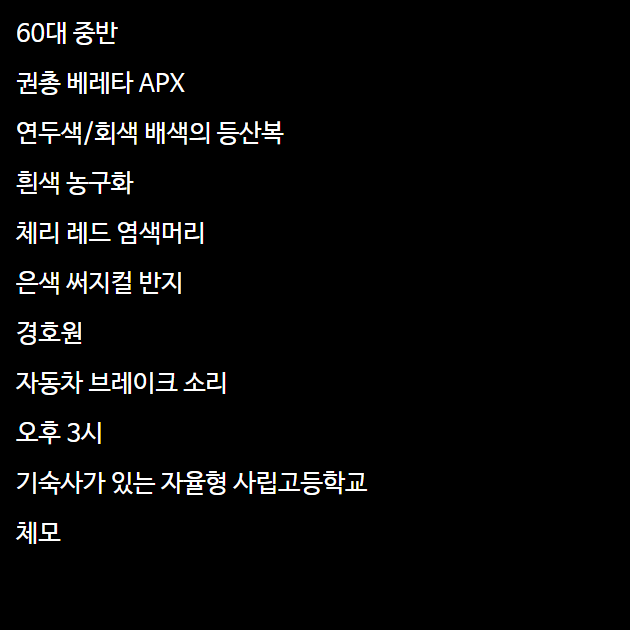 60대 중반
권총 베레타 APX
연두색/회색 배색의 등산복
흰색 농구화
체리 레드 염색머리
은색 써지컬 반지
경호원
자동차 브레이크 소리
오후 3시
기숙사가 있는 자율형 사립고등학교
체모